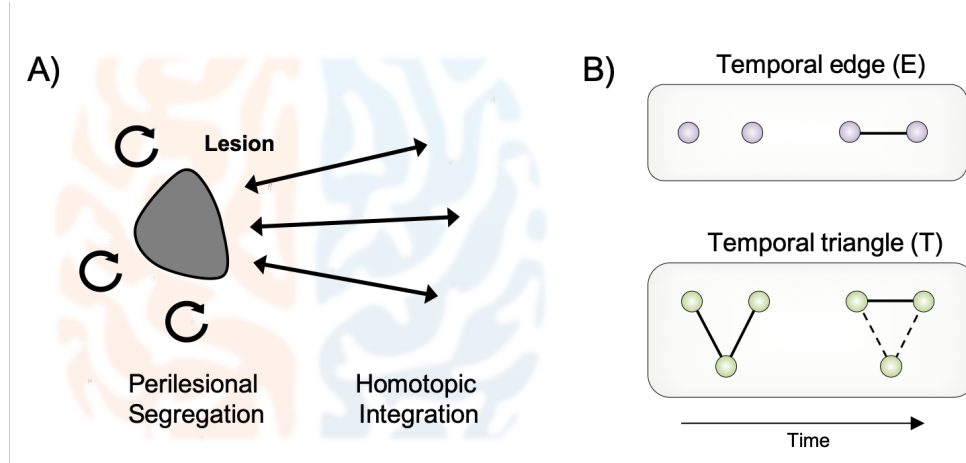 A)
Lesion
Perilesional
Segregation
Homotopic
Integration
B)
Temporal edge (E)
Temporal triangle (T)
Time